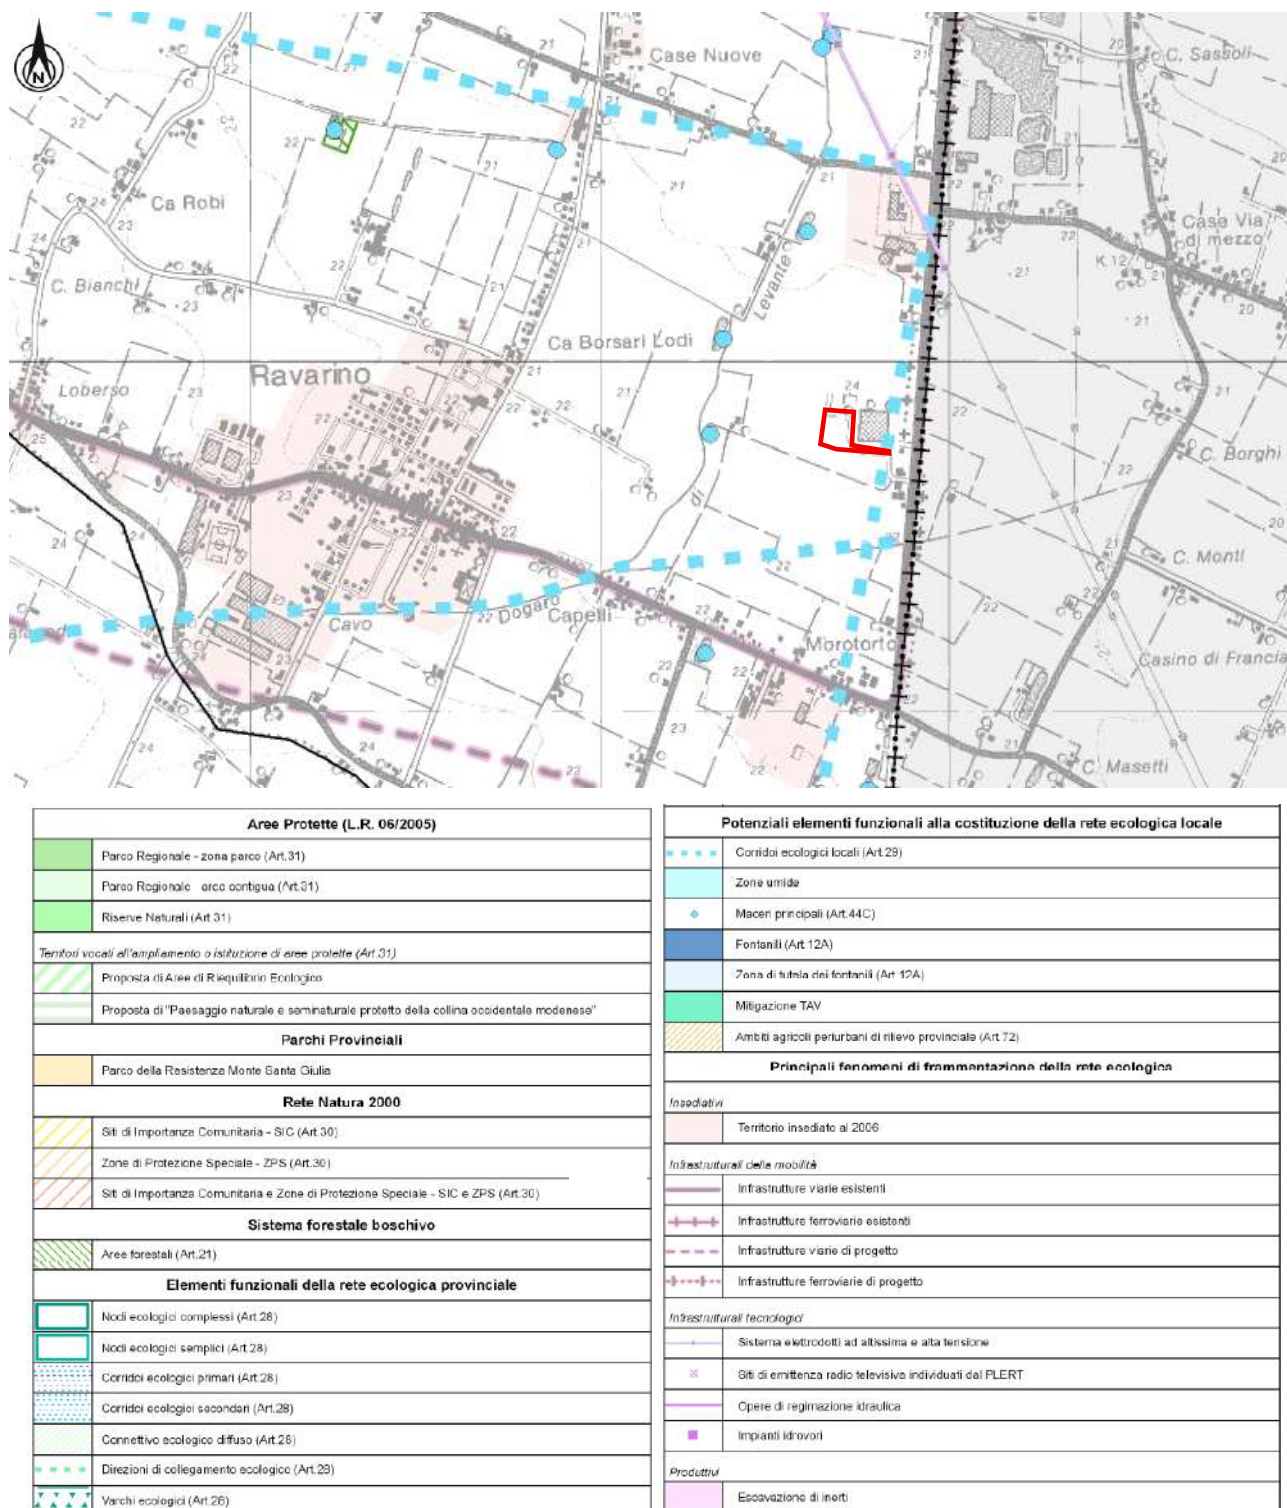 N
Case Nuove
C. Sassoli
Ca Robi
Casa Via
di mezzo
K.12
C. Bianchi
Levante
Ca Borsari Lodi
Ravarino
Loberso
C. Borghi
di
C. Monti
Dogaro
Capelli
Cavo
Morotorto
Casino di Francia
C. Masetti
Aree Protette (L.R. 06/2005)
Parco Regionale - zona parco (Art.31)
Parco Regionale - area contigua (Art.31)
Riserve Naturali (Art.31)
Territori vocati all'ampliamento o istituzione di aree protette (Art.31)
Proposta di Aree di Riequilibrio Ecologico
Proposta di "Paesaggio naturale e seminaturale protetto della collina occidentale modenese"
Parchi Provinciali
Parco della Resistenza Monte Santa Giulia
Rete Natura 2000
Siti di Importanza Comunitaria - SIC (Art.30)
Zone di Protezione Speciale - ZPS (Art.30)
Siti di Importanza Comunitaria e Zone di Protezione Speciale - SIC e ZPS (Art.30)
Sistema forestale boschivo
Aree forestali (Art.21)
Elementi funzionali della rete ecologica provinciale
Nodi ecologici complessi (Art.28)
Nodi ecologici semplici (Art.28)
Corridoi ecologici primari (Art.28)
Corridoi ecologici secondari (Art.28)
Connettivo ecologico diffuso (Art.28)
Direzioni di collegamento ecologico (Art.28)
Varchi ecologici (Art.28)
Potenziali elementi funzionali alla costituzione della rete ecologica locale
Corridoi ecologici locali (Art.29)
Zone umide
Maceri principali (Art.44C)
Fontanili (Art.12A)
Zona di tutela dei fontanili (Art.12A)
Mitigazione TAV
Ambiti agricoli periurbani di rilievo provinciale (Art.72)
Principali fenomeni di frammentazione della rete ecologica
Insediativi
Territorio insediato al 2006
Infrastrutturali della mobilità
Infrastrutture viarie esistenti
Infrastrutture ferroviarie esistenti
Infrastrutture viarie di progetto
Infrastrutture ferroviarie di progetto
Infrastrutturali tecnologici
Sistema elettrodotti ad altissima e alta tensione
Siti di emittenza radio televisiva individuati dal PLERT
Opere di regimazione idraulica
Impianti idrovori
Produttivi
Escavazione di inerti